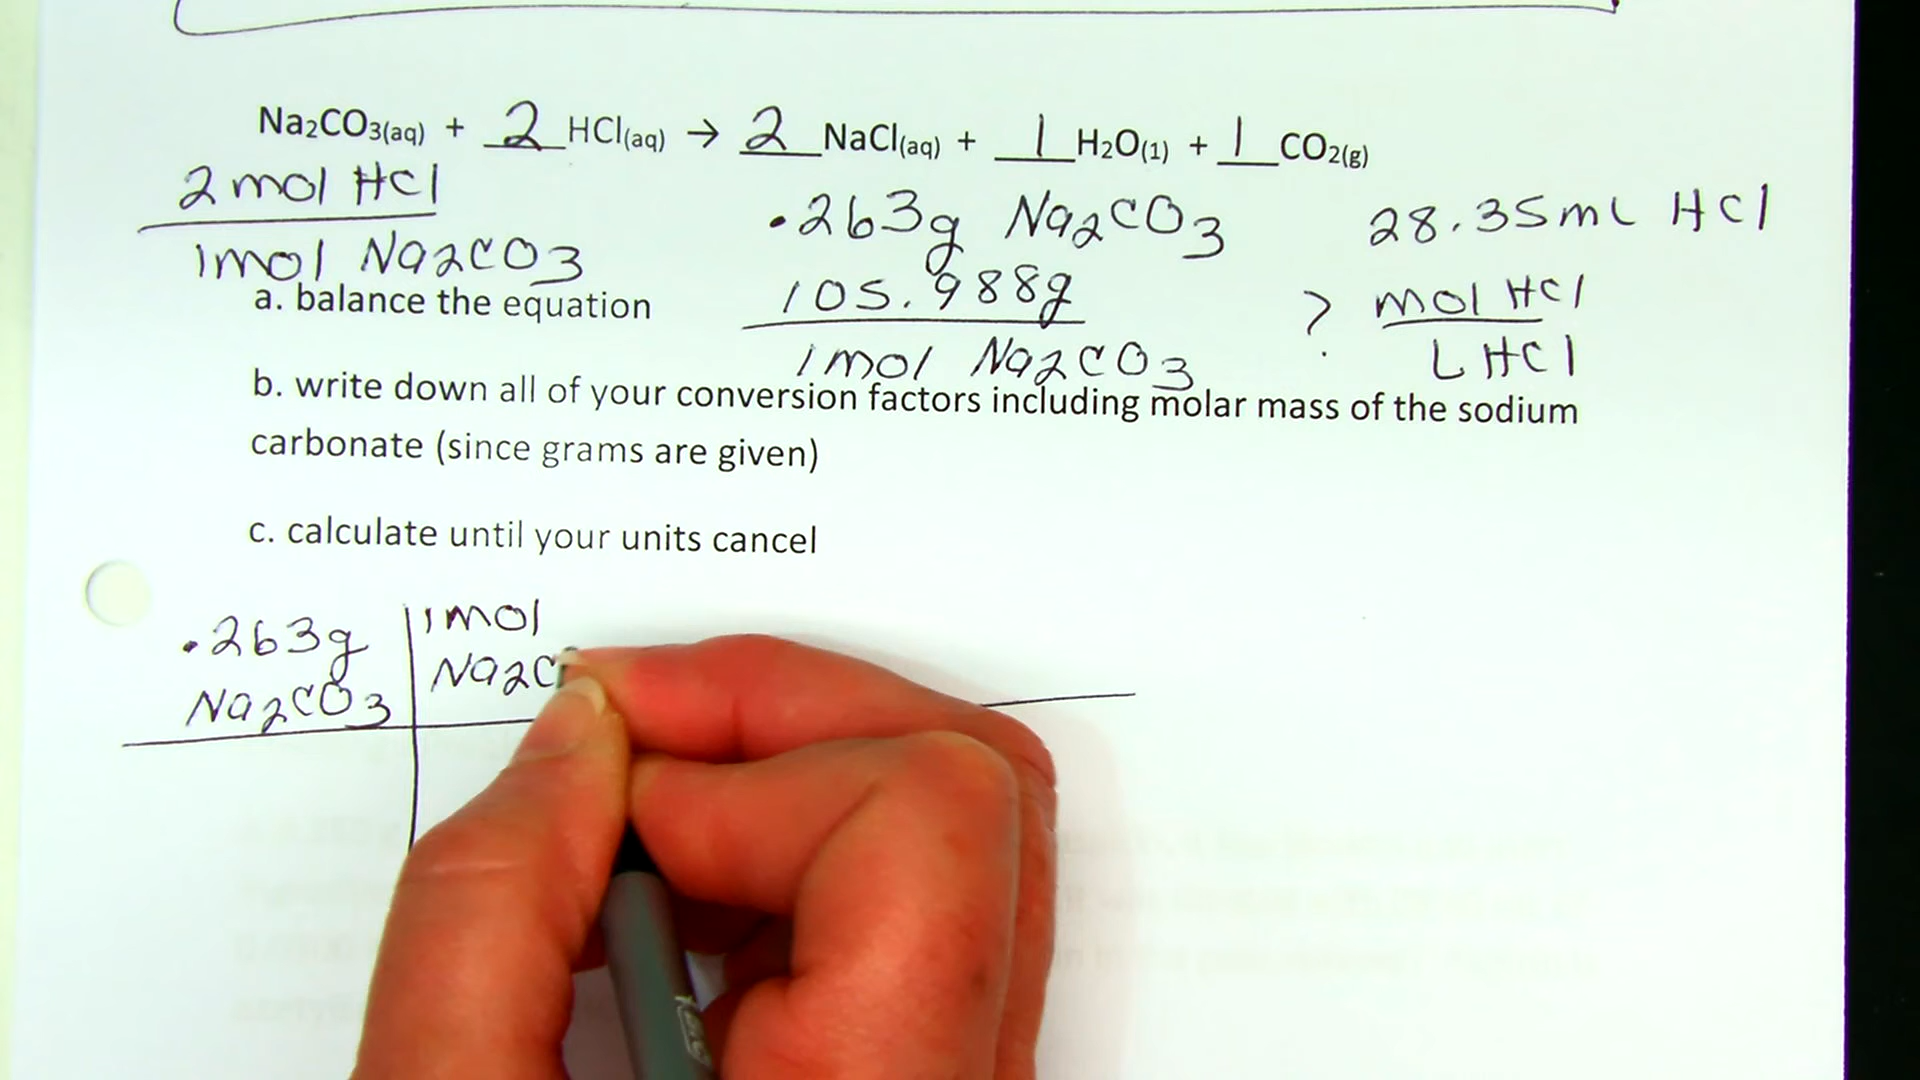 Na2CO3(aq) + 2 HCl(aq) → 2 NaCl(aq) + 1 H2O(1) + 1 CO2(g)
2 mol HCl
1mol Na2CO3
.263g Na2CO3
105.988g
1 mol Na2CO3
28.35mL HCl
? mol HCl
L HCl
a. balance the equation
b. write down all of your conversion factors including molar mass of the sodium
carbonate (since grams are given)
c. calculate until your units cancel
.263g
Na2CO3
1mol
Na2C